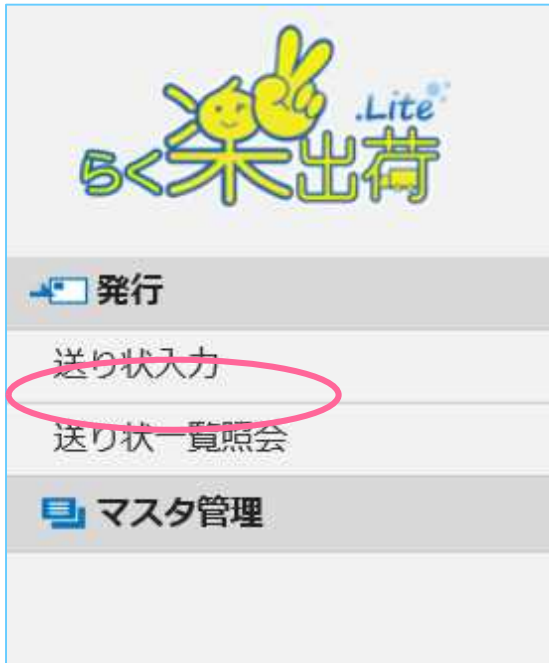 .Lite
らく楽出荷
発行
送り状入力
送り状一覧照会
マスタ管理